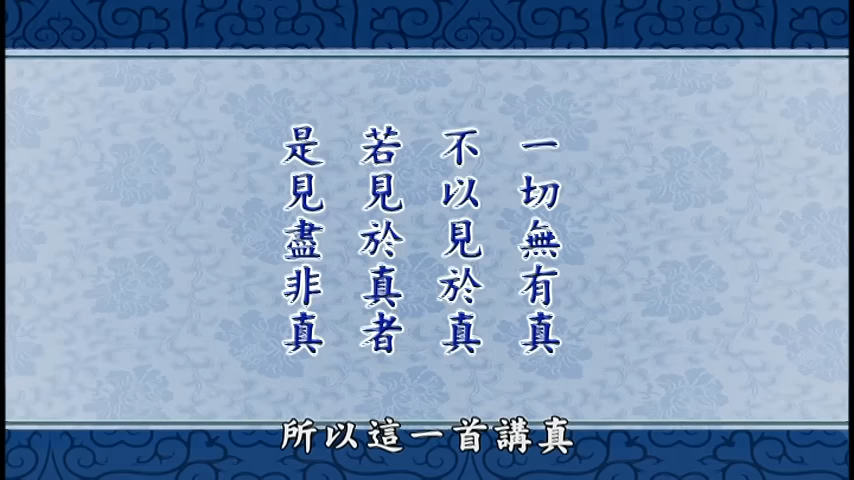 一切無有真
不以見於真
若見於真者
是見盡非真
所以這一首講真